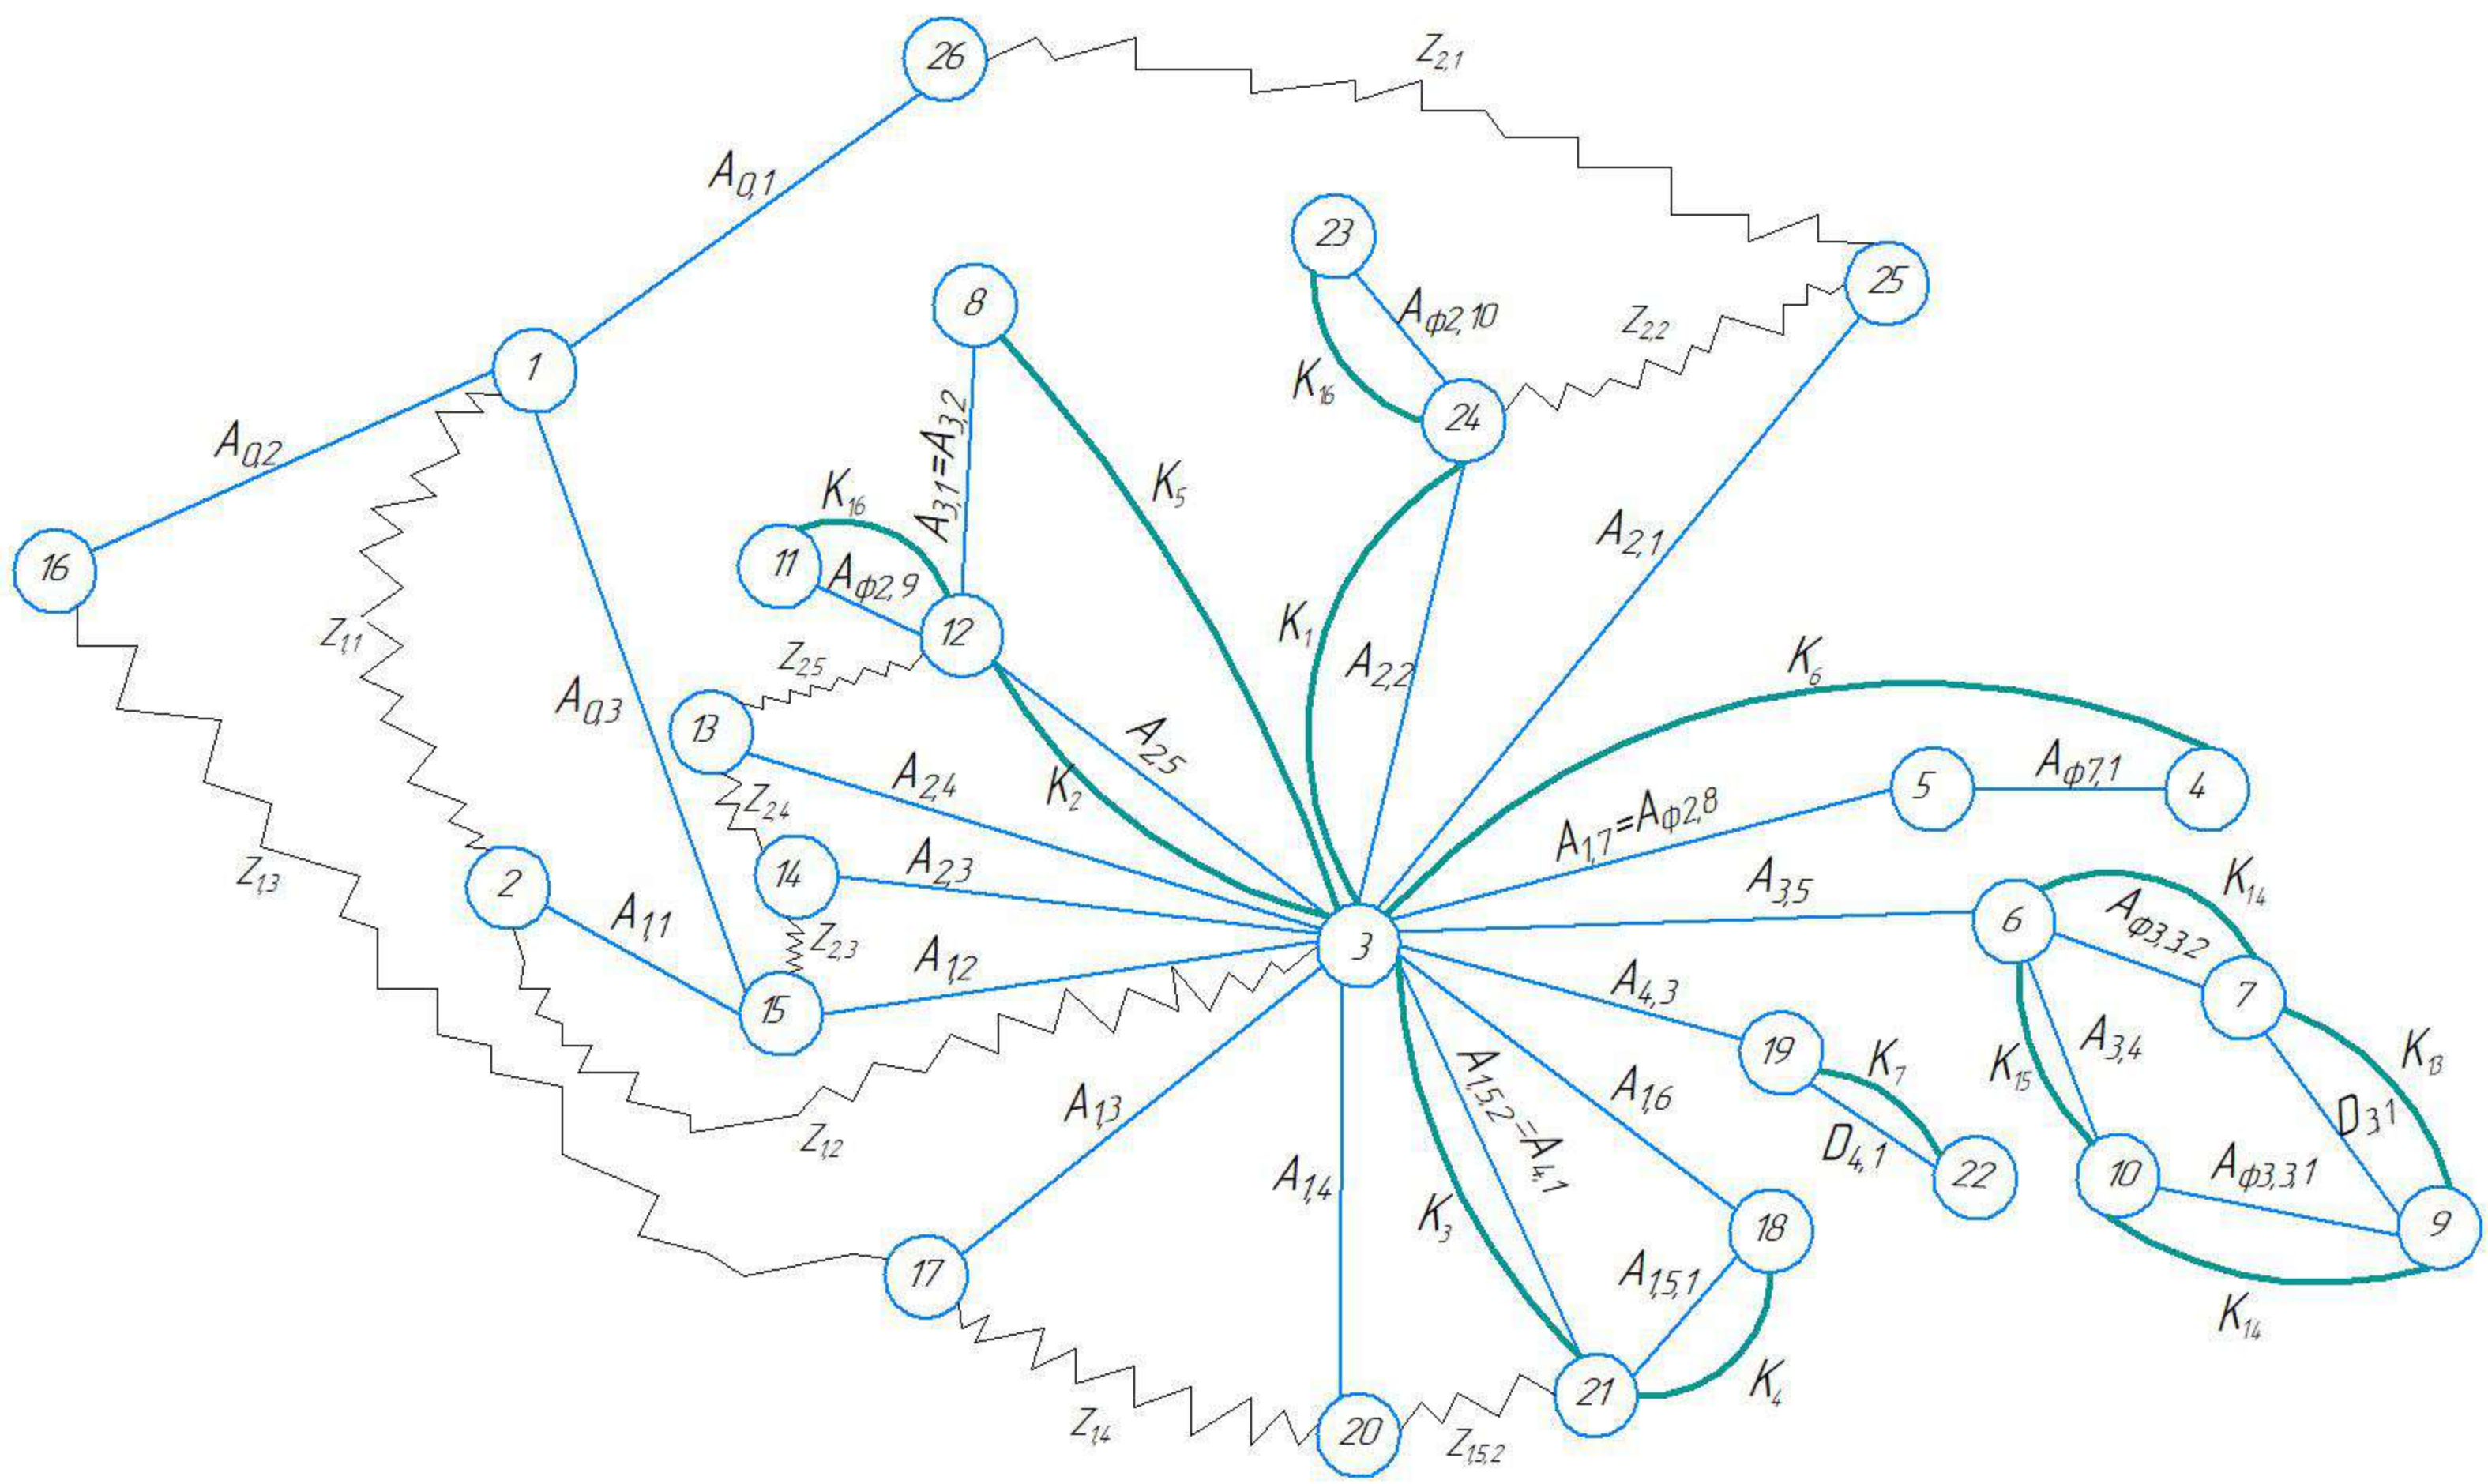 26
Z2,1
A0,1
23
25
8
Aф2,10
Z2,2
1
K16
24
A0,2
A3,1=A3,2
K5
K16
A2,1
16
11
Aф2,9
Z1,1
12
K1
A2,2
Z2,5
K6
A0,3
13
A2,5
A2,4
K2
Z2,4
5
Aф7,1
4
A1,7=Aф2,8
Z1,3
2
14
A2,3
A3,5
K14
A1,1
Z2,3
6
Aф3,3,2
A1,2
3
A4,3
7
15
19
K7
K15
A3,4
K13
A1,3
Z1,2
A1,5,2=A4,1
A1,6
D4,1
D3,1
A1,4
22
10
Aф3,3,1
K3
18
9
17
A1,5,1
K14
21
K4
Z1,4
20
Z1,5,2